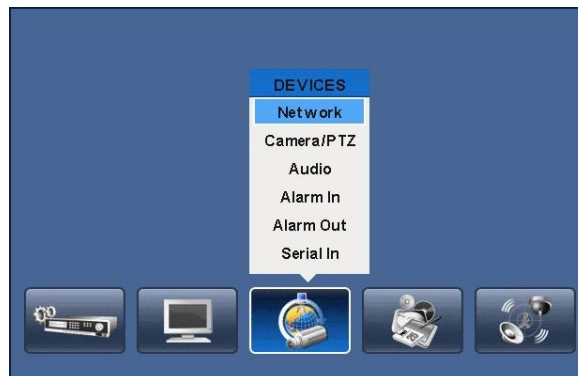 DEVICES
Network
Camera/PTZ
Audio
Alarm In
Alarm Out
Serial In